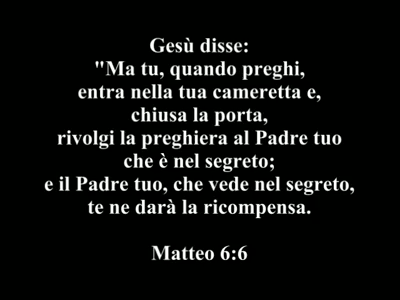 Gesù disse:
"Ma tu, quando preghi,
entra nella tua cameretta e,
chiusa la porta,
rivolgi la preghiera al Padre tuo
che è nel segreto;
e il Padre tuo, che vede nel segreto,
te ne darà la ricompensa.
Matteo 6:6